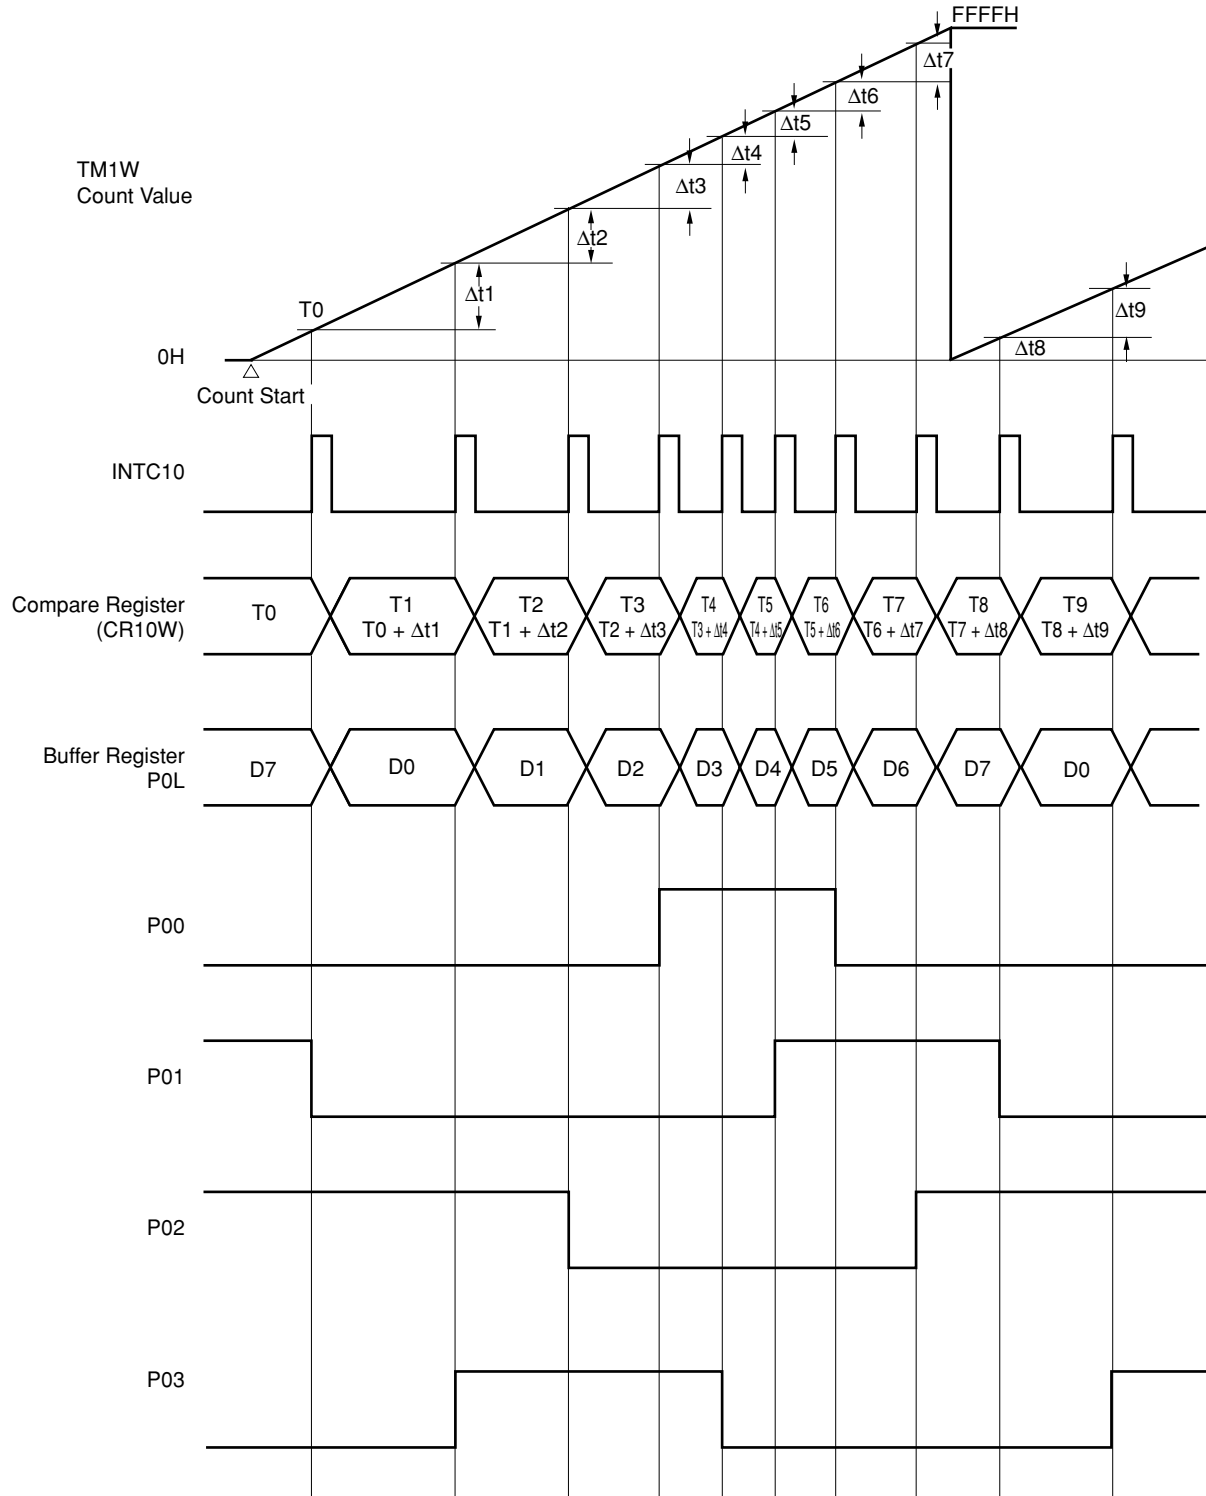 FFFFH
Δt7
Δt6
Δt5
Δt4
TM1W
Count Value
Δt3
Δt2
Δt1
T0
Δt9
0H
Δt8
Count Start
INTC10
Compare Register
(CR10W)
T0
T1
T0 + Δt1
T2
T1 + Δt2
T3
T2 + Δt3
T4
T3 + Δt4
T5
T4 + Δt5
T6
T5 + Δt6
T7
T6 + Δt7
T8
T7 + Δt8
T9
T8 + Δt9
Buffer Register
P0L
D7
D0
D1
D2
D3
D4
D5
D6
D7
D0
P00
P01
P02
P03